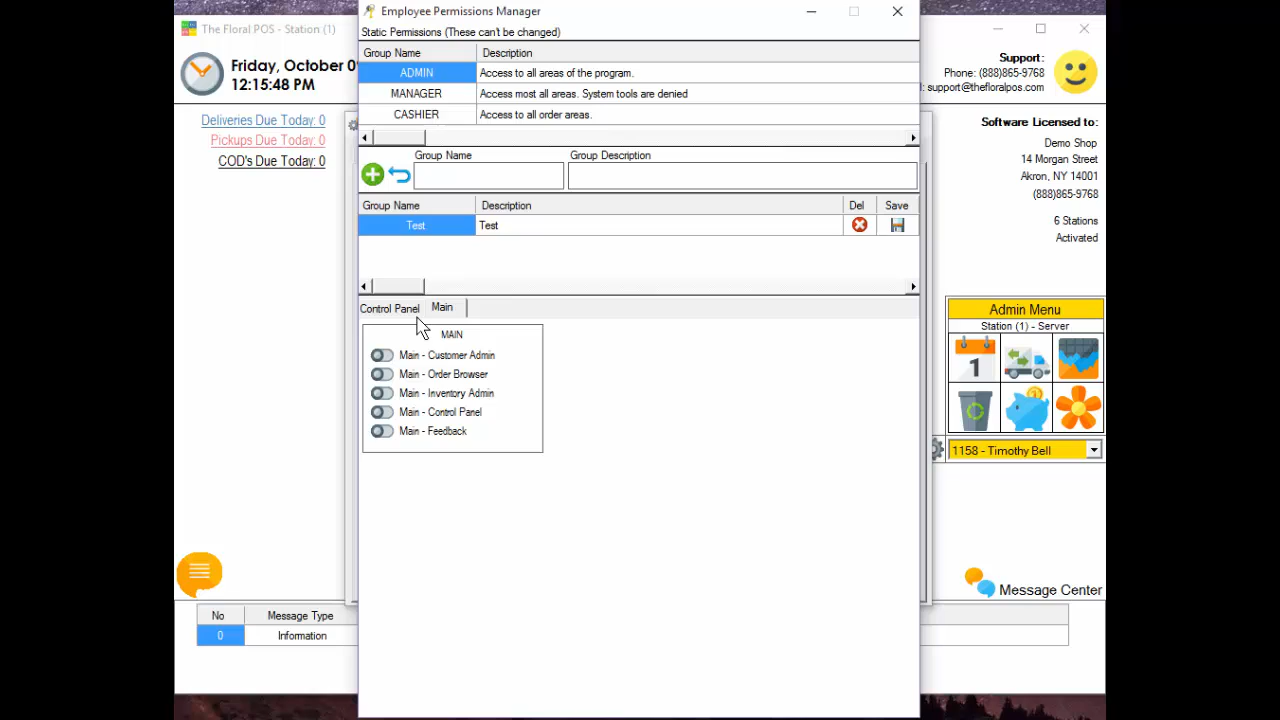 The Floral POS - Station (1)
Friday, October 0
12:15:48 PM
Deliveries Due Today: 0
Pickups Due Today: 0
COD's Due Today: 0
Employee Permissions Manager
Static Permissions (These can't be changed)
Group Name Description
ADMIN Access to all areas of the program.
MANAGER Access most all areas. System tools are denied
CASHIER Access to all order areas.
Group Name Group Description
Group Name Description Del Save
Test Test
Control Panel Main
MAIN
Main - Customer Admin
Main - Order Browser
Main - Inventory Admin
Main - Control Panel
Main - Feedback
Support:
Phone: (888)865-9768
: support@thefloralpos.com
Software Licensed to:
Demo Shop
14 Morgan Street
Akron, NY 14001
(888)865-9768
6 Stations
Activated
Admin Menu
Station (1) - Server
1
1158 - Timothy Bell
Message Center
No Message Type
0 Information